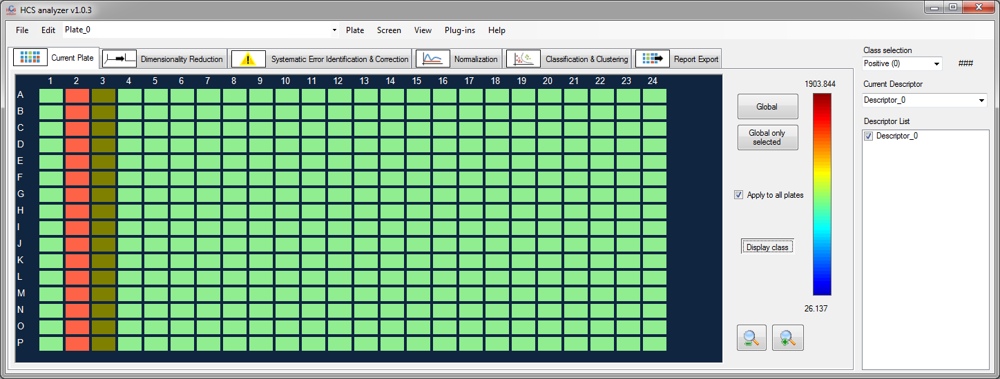 HCS analyzer v1.0.3
File Edit Plate_0 Plate Screen View Plug-ins Help
Current Plate Dimensionality Reduction Systematic Error Identification & Correction Normalization Classification & Clustering Report Export
1 2 3 4 5 6 7 8 9 10 11 12 13 14 15 16 17 18 19 20 21 22 23 24
A
B
C
D
E
F
G
H
I
J
K
L
M
N
O
P
1903.844
Global
Global only
selected
Apply to all plates
Display class
26.137
Class selection
Positive (0) ###
Current Descriptor
Descriptor_0
Descriptor List
Descriptor_0